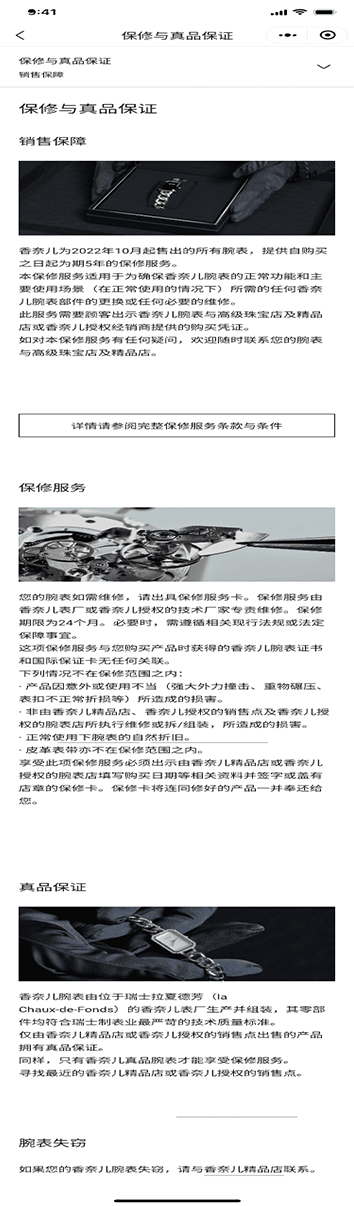 9:41
保修与真品保证
保修与真品保证
销售保障
保修与真品保证
销售保障
香奈儿为2022年10月起售出的所有腕表，提供自购买
之日起为期5年的保修服务。
本保修服务适用于为确保香奈儿腕表的正常功能和主
要使用场景（在正常使用的情况下）所需的任何香奈
儿腕表部件的更换或任何必要的维修。
此服务需要顾客出示香奈儿腕表与高级珠宝店及精品
店或香奈儿授权经销商提供的购买凭证。
如对本保修服务有任何疑问，欢迎随时联系您的腕表
与高级珠宝店及精品店。
详情请参阅完整保修服务条款与条件
保修服务
您的腕表如需维修，请出具保修服务卡。保修服务由
香奈儿表厂或香奈儿授权的技术厂家专责维修。保修
期限为24个月。必要时，需遵循相关现行法规或法定
保障事宜。
这项保修服务与您购买产品时获得的香奈儿腕表证书
和国际保证卡无任何关联。
下列情况不在保修范围之内：
· 产品因意外或使用不当（强大外力撞击、重物碾压、
表扣不正常折损等）所造成的损害。
· 非由香奈儿精品店、香奈儿授权的销售点及香奈儿授
权的腕表店所执行维修或拆/组装，所造成的损害。
· 正常使用下腕表的自然折旧。
· 皮革表带亦不在保修范围之内。
享受此项保修服务必须出示由香奈儿精品店或香奈儿
授权的腕表店填写购买日期等相关资料并签字或盖有
店章的保修卡。保修卡将连同修好的产品一并奉还给
您。
真品保证
香奈儿腕表由位于瑞士拉夏德芳（la
Chaux-de-Fonds）的香奈儿表厂生产并组装，其零部
件均符合瑞士制表业最严苛的技术质量标准。
仅由香奈儿精品店或香奈儿授权的销售点出售的产品
拥有真品保证。
同样，只有香奈儿真品腕表才能享受保修服务。
寻找最近的香奈儿精品店或香奈儿授权的销售点。
腕表失窃
如果您的香奈儿腕表失窃，请与香奈儿精品店联系。